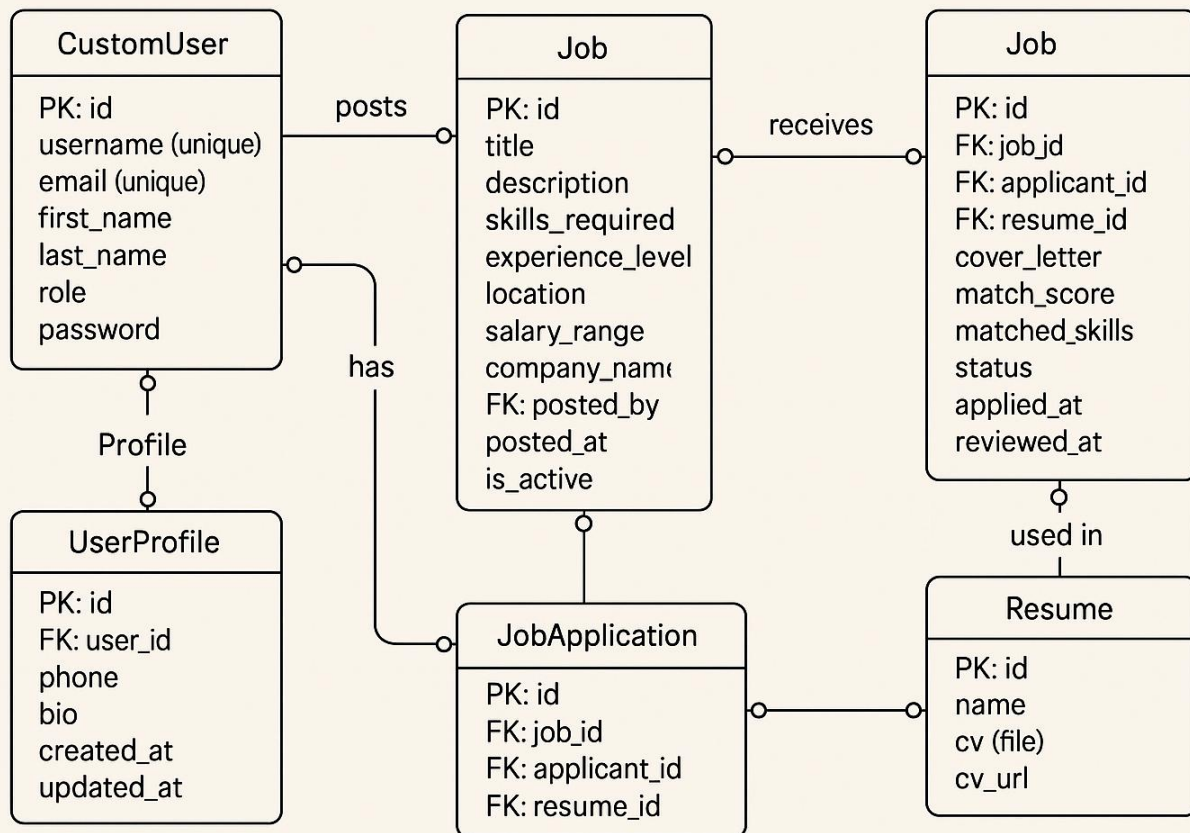 CustomUser
PK: id
username (unique)
email (unique)
first_name
last_name
role
password
posts
Job
PK: id
title
description
skills_required
experience_level
location
salary_range
company_name
FK: posted_by
posted_at
is_active
receives
Job
PK: id
FK: job_jd
FK: applicant_id
FK: resume_id
cover_letter
match_score
matched_skills
status
applied_at
reviewed_at
has
Profile
used in
UserProfile
PK: id
FK: user_id
phone
bio
created_at
updated_at
JobApplication
PK: id
FK: job_id
FK: applicant_id
FK: resume_id
Resume
PK: id
name
cv (file)
cv_url